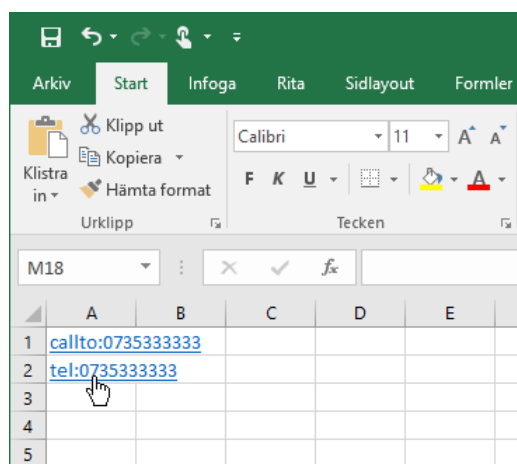 Arkiv Start Infoga Rita Sidlayout Formler
Klipp ut
Kopiera
Hämta format
Klistra
in
Calibri 11 A A
F K U A
Urklipp Tecken
M18 fx
A B C D E
1 callto:0735333333
2 tel:0735333333
3
4
5